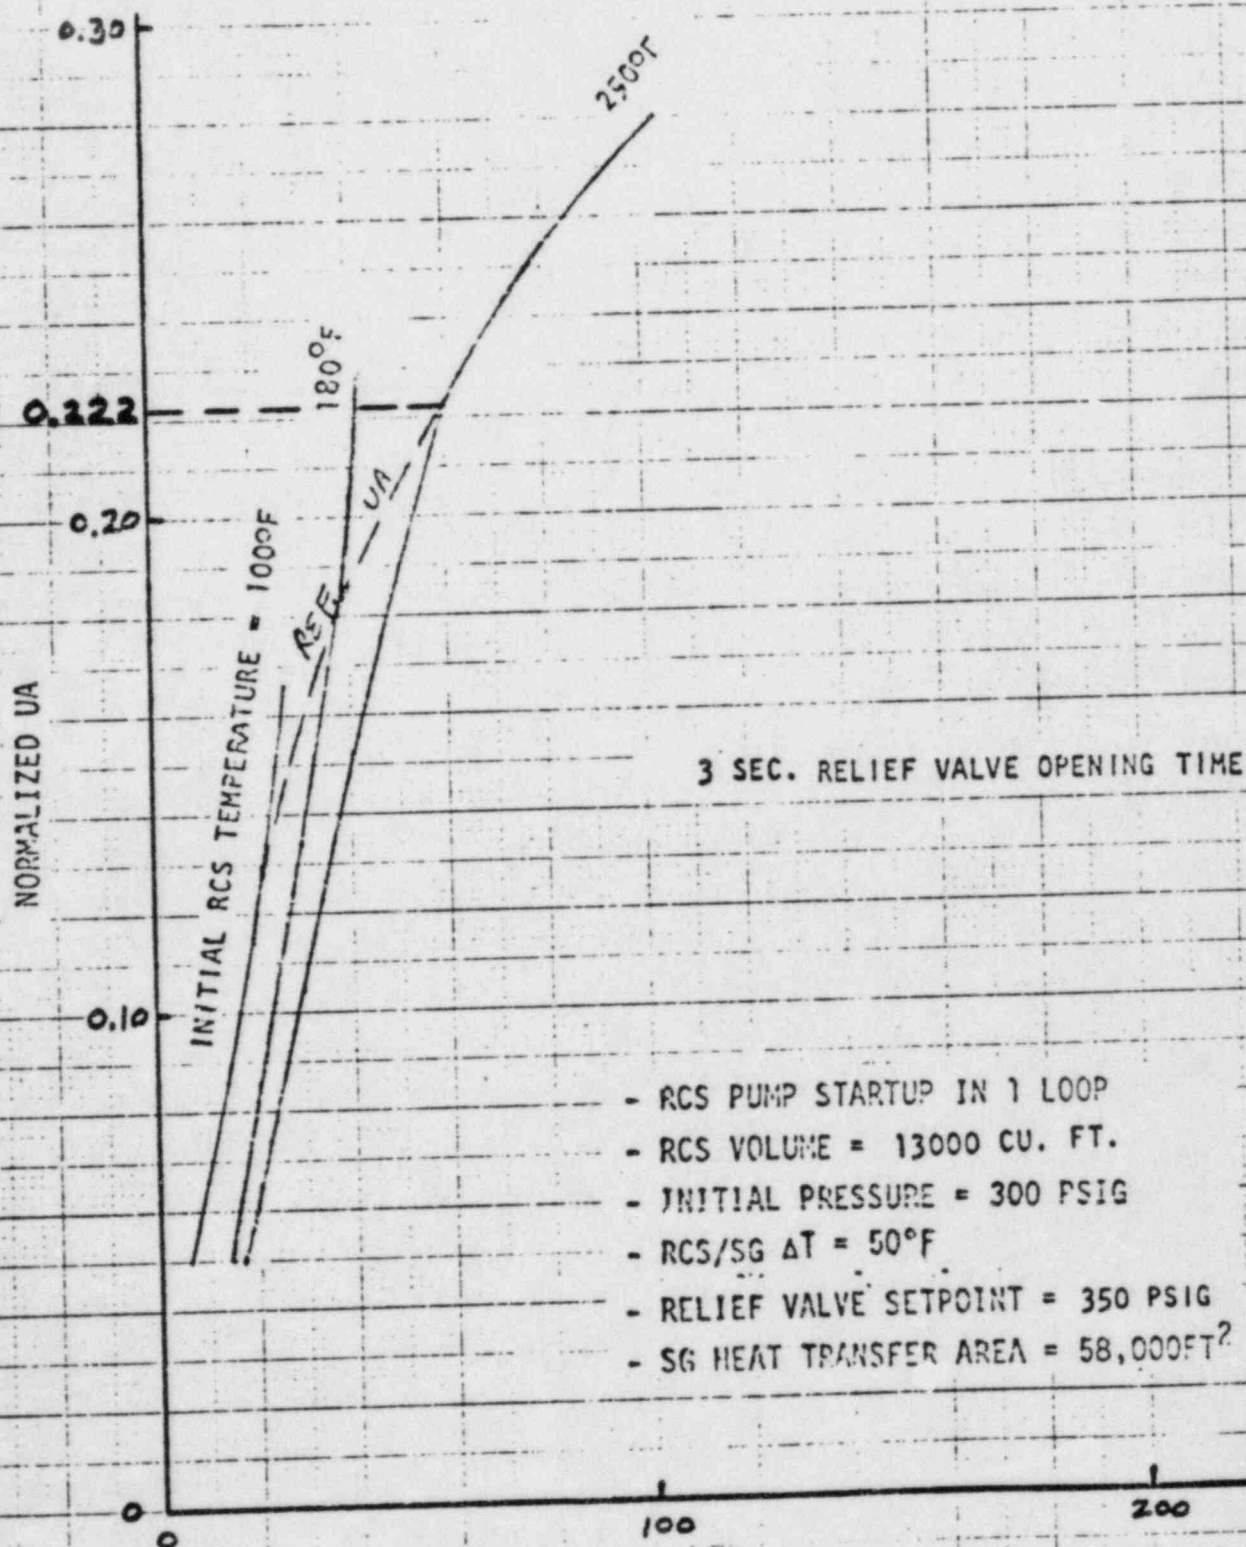 0.30
250°F
180°F
0.222
UA
0.20
REF.
INITIAL RCS TEMPERATURE = 100°F
NORMALIZED UA
3 SEC. RELIEF VALVE OPENING TIME
0.10
- RCS PUMP STARTUP IN 1 LOOP
- RCS VOLUME = 13000 CU. FT.
- INITIAL PRESSURE = 300 PSIG
- RCS/SG ΔT = 50°F
- RELIEF VALVE SETPOINT = 350 PSIG
- SG HEAT TRANSFER AREA = 58,000FT²
0
0
100
200